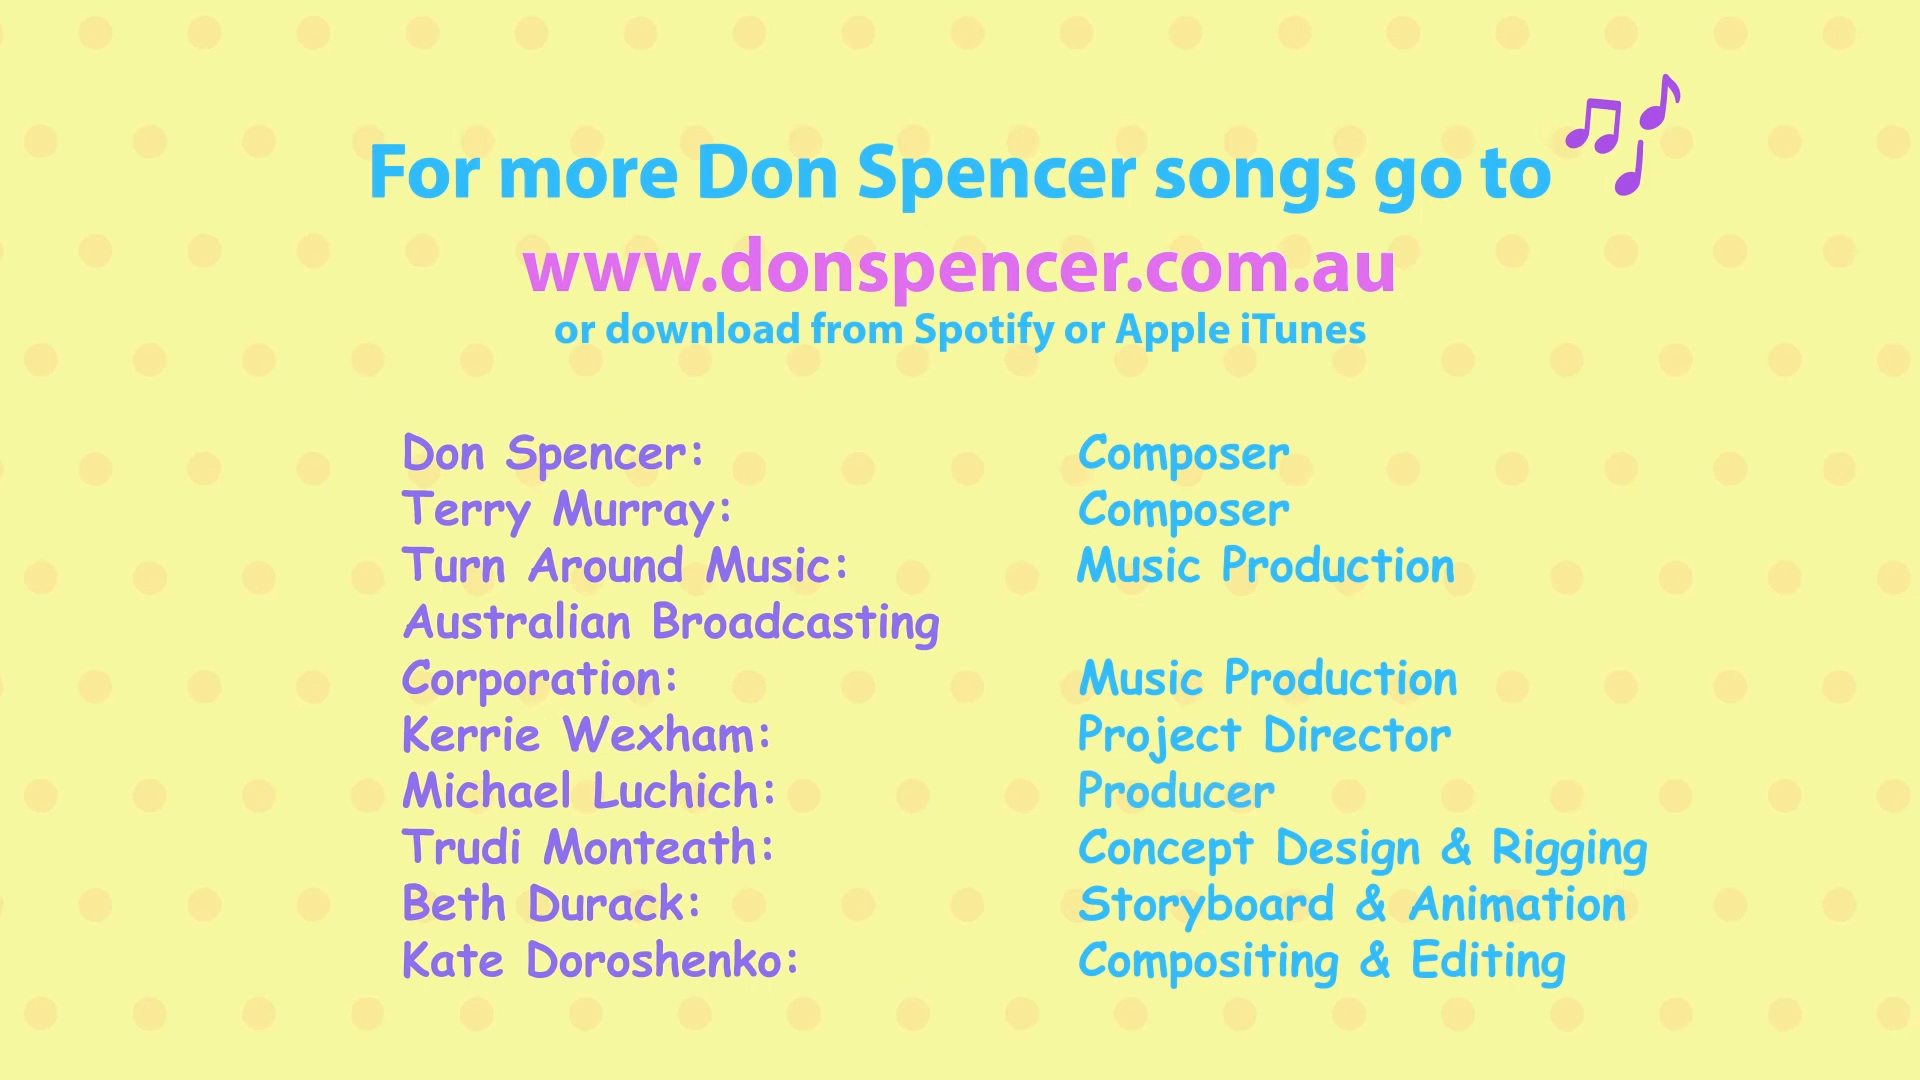 For more Don Spencer songs go to
www.donspencer.com.au
or download from Spotify or Apple iTunes
Don Spencer: Composer
Terry Murray: Composer
Turn Around Music: Music Production
Australian Broadcasting
Corporation: Music Production
Kerrie Wexham: Project Director
Michael Luchich: Producer
Trudi Monteath: Concept Design & Rigging
Beth Durack: Storyboard & Animation
Kate Doroshenko: Compositing & Editing